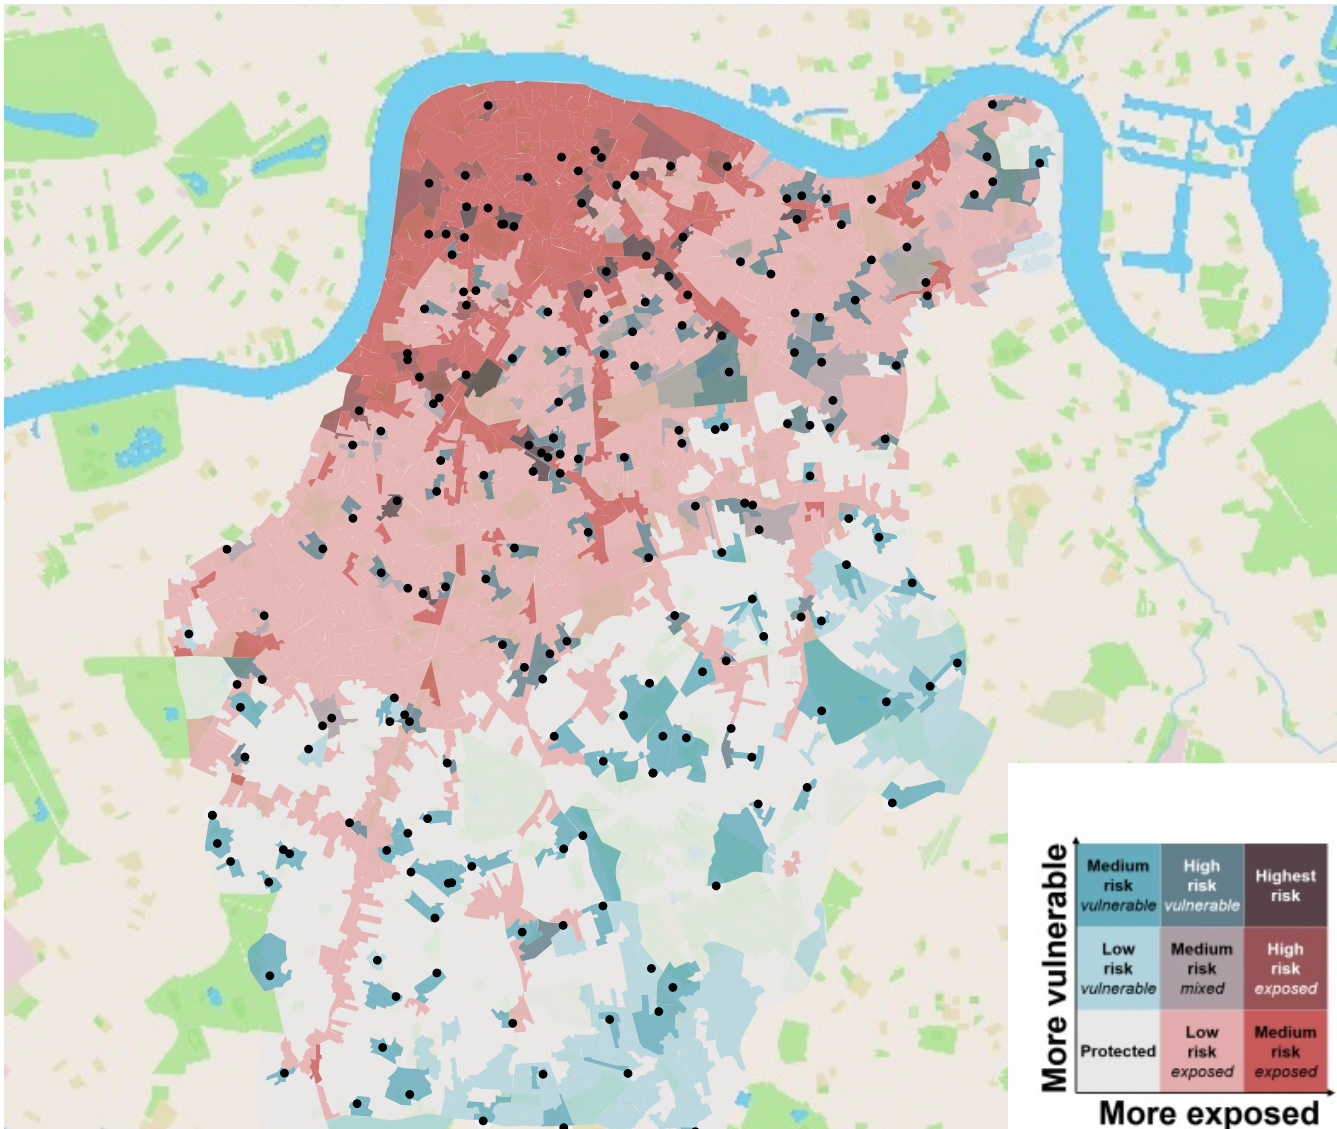 More vulnerable
Medium
risk
vulnerable
High
risk
vulnerable
Highest
risk
Low
risk
vulnerable
Medium
risk
mixed
High
risk
exposed
Protected
Low
risk
exposed
Medium
risk
exposed
More exposed